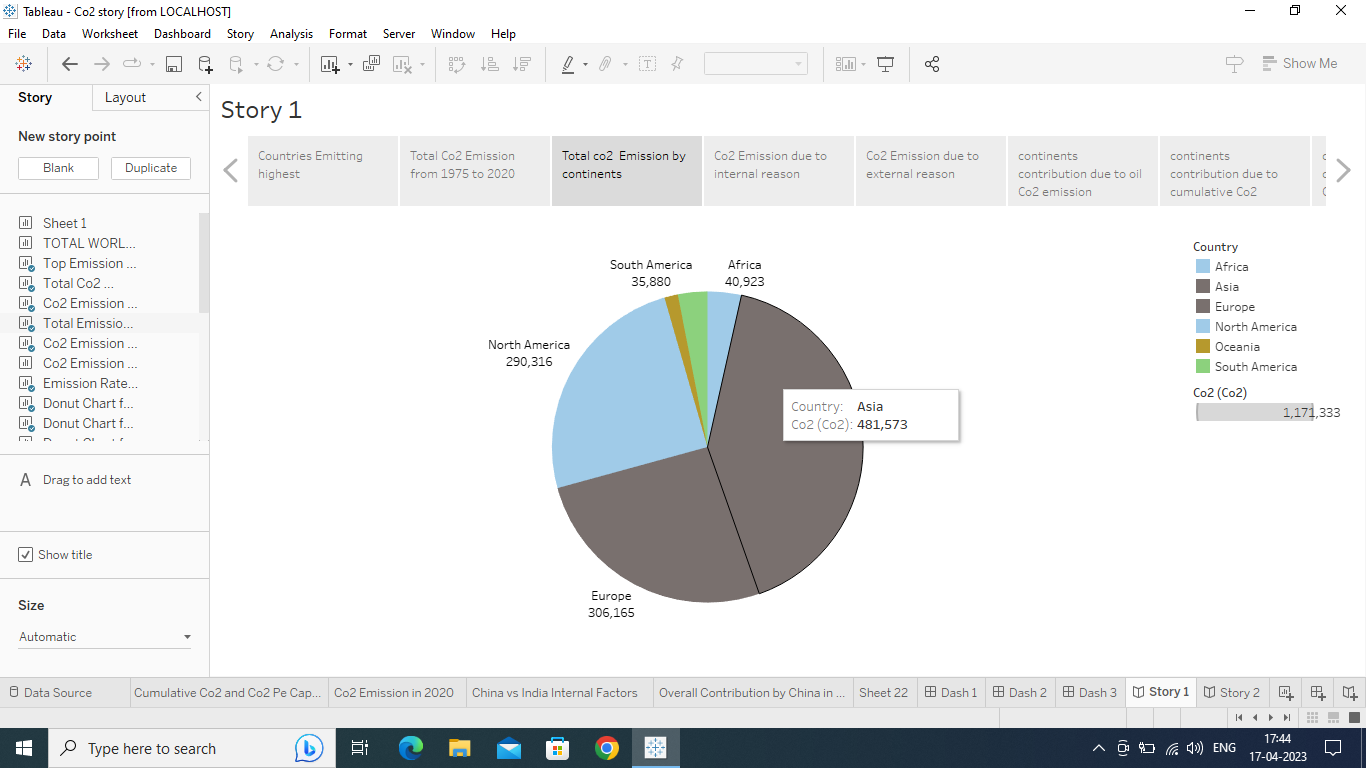 Tableau - Co2 story [from LOCALHOST]
File Data Worksheet Dashboard Story Analysis Format Server Window Help
Show Me
Story Layout
New story point
Blank Duplicate
Sheet 1
TOTAL WORL...
Top Emission ...
Total Co2 ...
Co2 Emission ...
Total Emissio...
Co2 Emission ...
Co2 Emission ...
Emission Rate...
Donut Chart f...
Donut Chart f...
A Drag to add text
Show title
Size
Automatic
Story 1
Countries Emitting
highest
Total Co2 Emission
from 1975 to 2020
Total co2 Emission by
continents
Co2 Emission due to
internal reason
Co2 Emission due to
external reason
continents
contribution due to oil
Co2 emission
continents
contribution due to
cumulative Co2
South America
35,880
Africa
40,923
North America
290,316
Country: Asia
Co2 (Co2): 481,573
Europe
306,165
Country
Africa
Asia
Europe
North America
Oceania
South America
Co2 (Co2)
1,171,333
Data Source Cumulative Co2 and Co2 Pe Cap... Co2 Emission in 2020 China vs India Internal Factors Overall Contribution by China in ... Sheet 22 Dash 1 Dash 2 Dash 3 Story 1 Story 2
Type here to search
ENG
17:44
17-04-2023